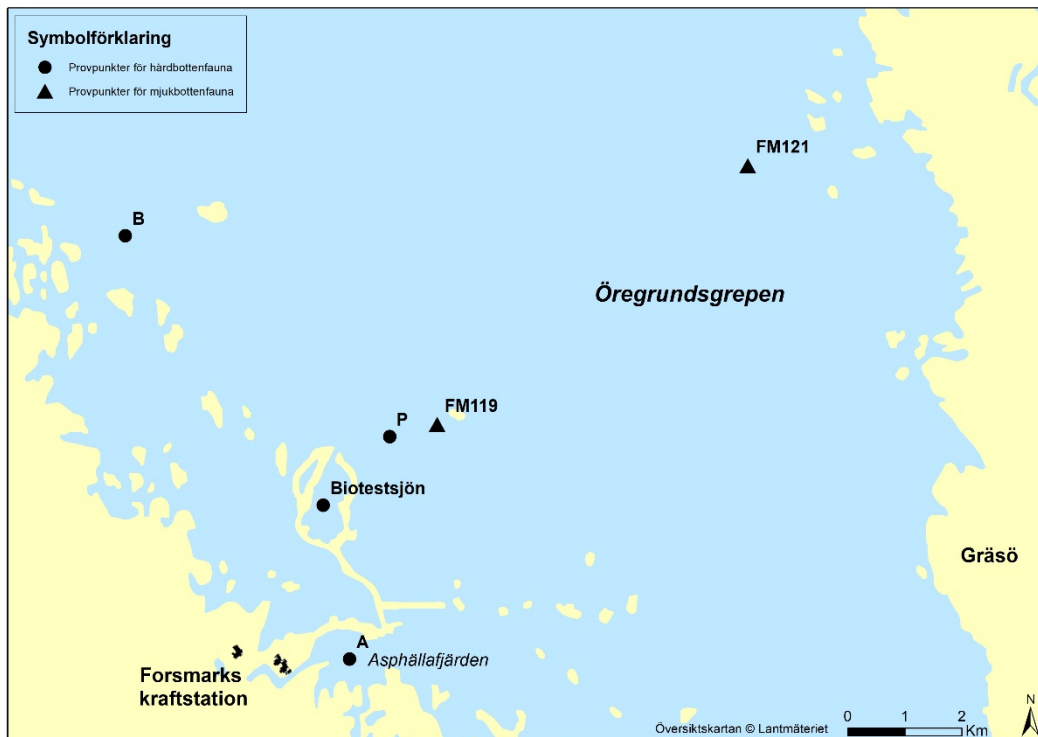 Symbolförklaring
Provpunkter för hårdbottenfauna
Provpunkter för mjukbottenfauna
FM121
B
Öregrundsgrepen
FM119
P
Biotestsjön
Gräsö
A
Asphällafjärden
Forsmarks
kraftstation
Översiktskartan © Lantmäteriet
0 1 2
Km
N